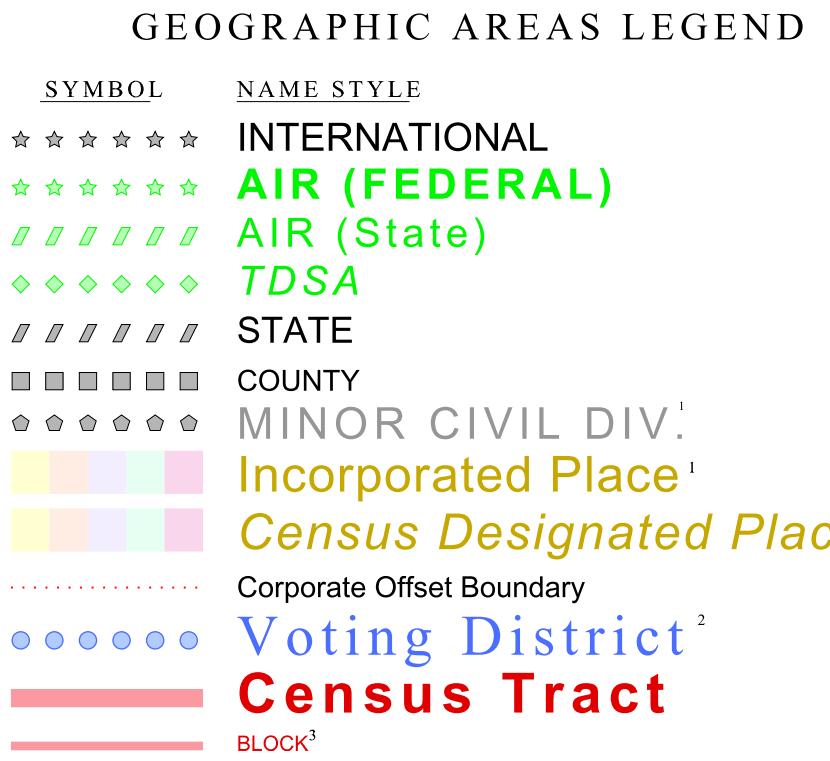 GEOGRAPHIC AREAS LEGEND
SYMBOL NAME STYLE
INTERNATIONAL
AIR (FEDERAL)
AIR (State)
TDSA
STATE
COUNTY
MINOR CIVIL DIV.1
Incorporated Place 1
Census Designated Plac
Corporate Offset Boundary
Voting District 2
Census Tract
BLOCK3